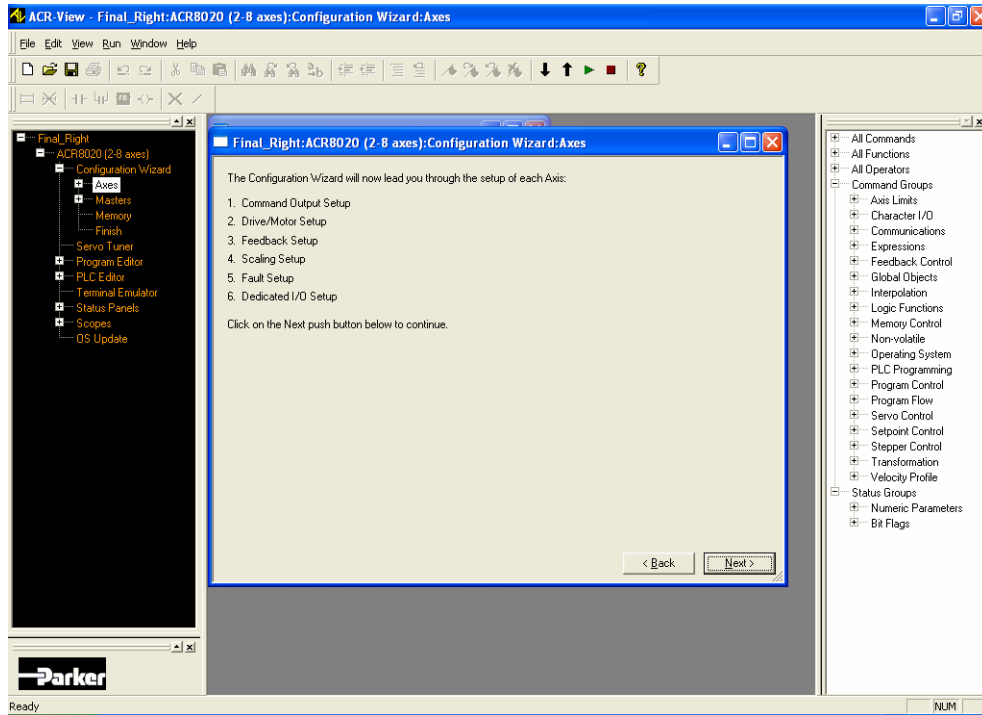 ACR-View - Final_Right:ACR8020 (2-8 axes):Configuration Wizard:Axes
File Edit View Run Window Help
Final_Right
ACR8020 (2-8 axes)
Configuration Wizard
Axes
Masters
Memory
Finish
Servo Tuner
Program Editor
PLC Editor
Terminal Emulator
Status Panels
Scopes
OS Update
Parker
Final_Right:ACR8020 (2-8 axes):Configuration Wizard:Axes
The Configuration Wizard will now lead you through the setup of each Axis:
1. Command Output Setup
2. Drive/Motor Setup
3. Feedback Setup
4. Scaling Setup
5. Fault Setup
6. Dedicated I/O Setup
Click on the Next push button below to continue.
< Back
Next >
All Commands
All Functions
All Operators
Command Groups
Axis Limits
Character I/O
Communications
Expressions
Feedback Control
Global Objects
Interpolation
Logic Functions
Memory Control
Non-volatile
Operating System
PLC Programming
Program Control
Program Flow
Servo Control
Setpoint Control
Stepper Control
Transformation
Velocity Profile
Status Groups
Numeric Parameters
Bit Flags
Ready
NUM